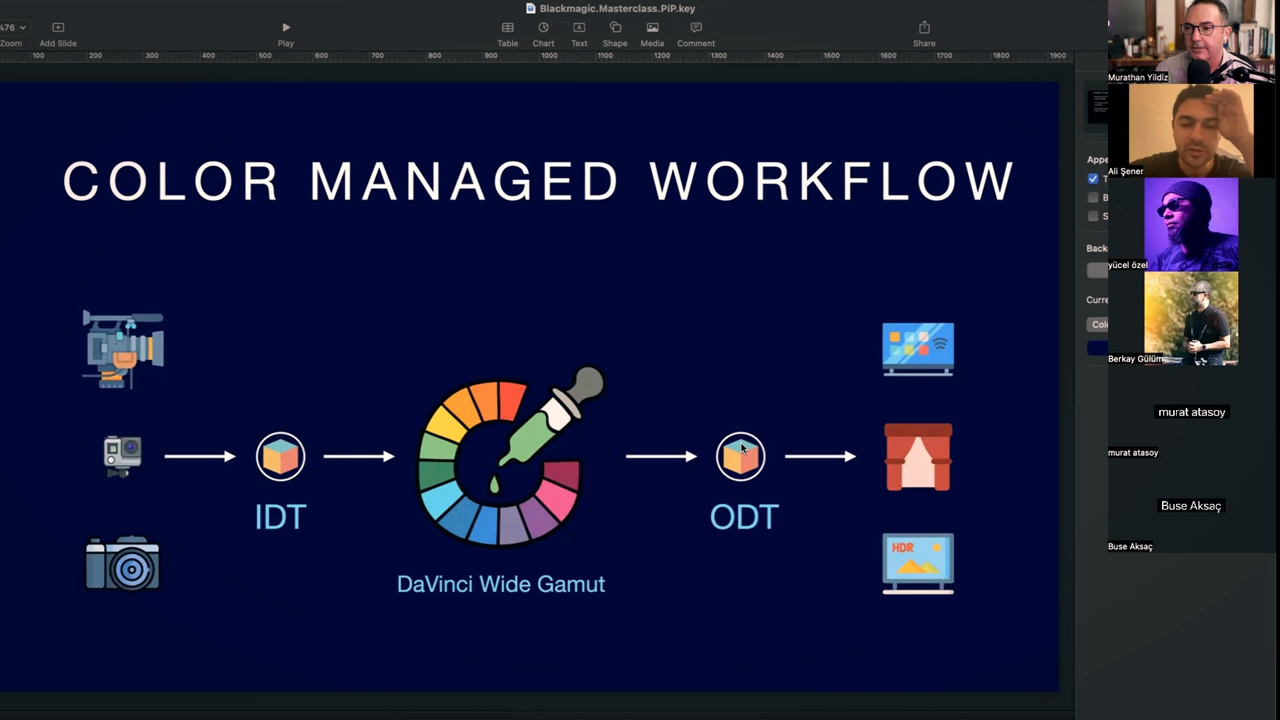 Blackmagic.Masterclass.PiP.key
%76
Zoom
Add Slide
Play
Table
Chart
Text
Shape
Media
Comment
Share
100 200 300 400 500 600 700 800 900 1000 1100 1200 1300 1400 1500 1600 1700 1800 1900
COLOR MANAGED WORKFLOW
IDT
DaVinci Wide Gamut
ODT
HDR
Murathan Yildiz
Ali Şener
yücel özel
Berkay Gülüm
murat atasoy
murat atasoy
Buse Aksaç
Buse Aksaç